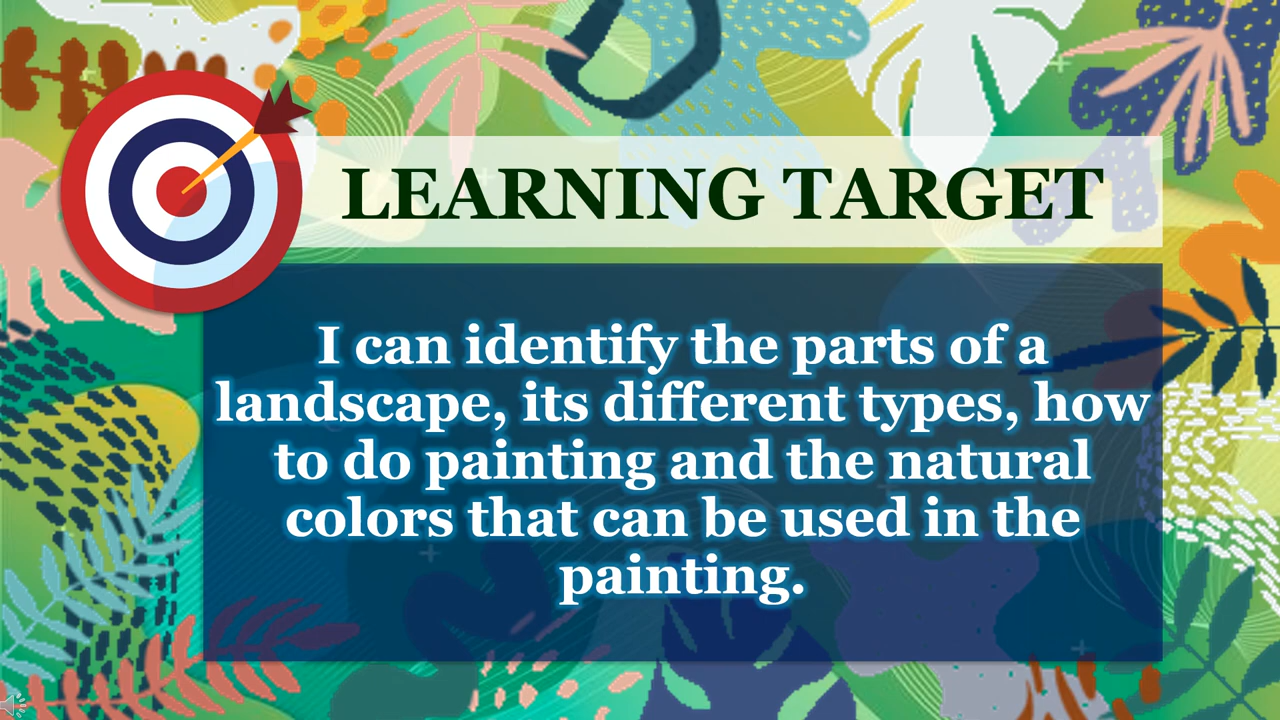 LEARNING TARGET
I can identify the parts of a
landscape, its different types, how
to do painting and the natural
colors that can be used in the
painting.